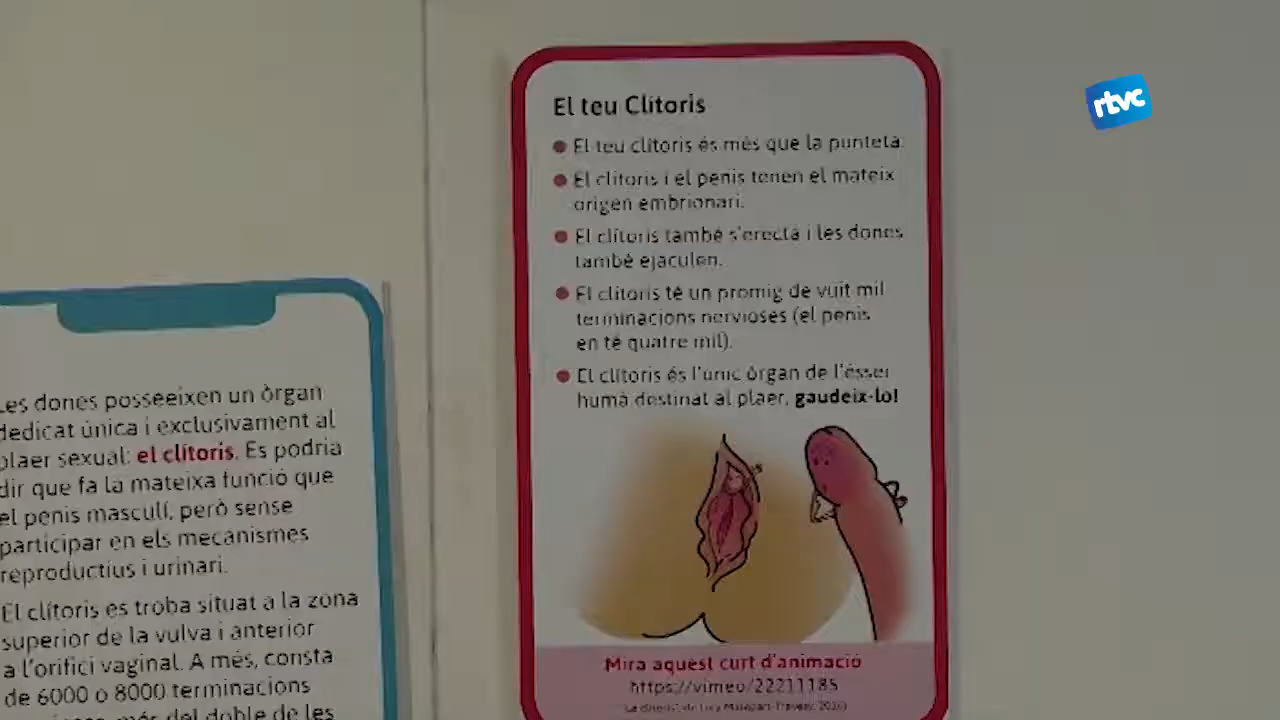 rtvc
El teu Clítoris
El teu clítoris és més que la punteta.
El clítoris i el penis tenen el mateix
origen embrionari.
El clítoris també s'erecta i les dones
també ejaculen.
El clítoris té un promig de vuit mil
terminacions nervioses (el penis
en té quatre mil).
El clítoris és l'únic òrgan de l'ésser
humà destinat al plaer, gaudeix-lo!
Mira aquest curt d'animació
https://vimeo/22211185
Les dones posseeixen un òrgan
dedicat única i exclusivament al
plaer sexual: el clítoris. Es podria
dir que fa la mateixa funció que
el penis masculí, però sense
participar en els mecanismes
reproductius i urinari.
El clítoris es troba situat a la zona
superior de la vulva i anterior
a l'orifici vaginal. A més, consta
de 6000 o 8000 terminacions
més del doble de les